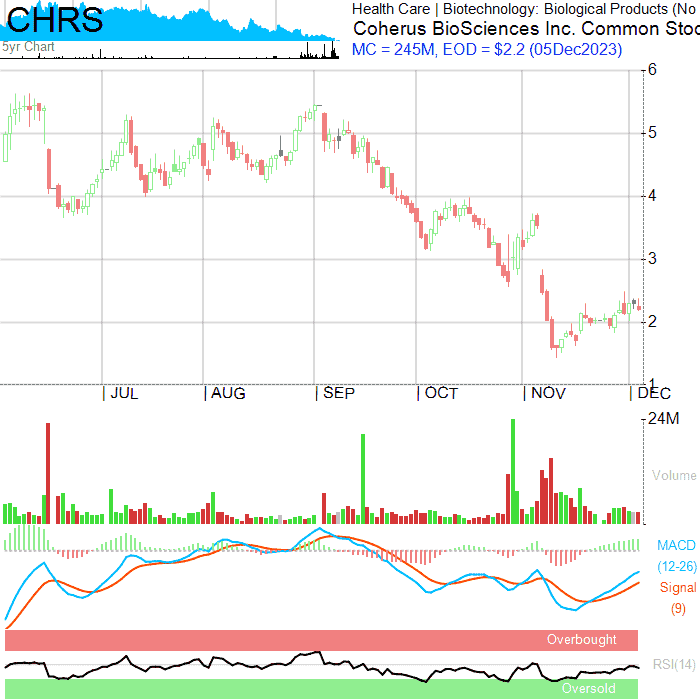 CHRS
5yr Chart
Health Care | Biotechnology: Biological Products (No
Coherus BioSciences Inc. Common Stoc
MC = 245M, EOD = $2.2 (05Dec2023)
6
5
4
3
2
1
| JUL | AUG | SEP | OCT | NOV | DEC
24M
Volume
MACD
(12-26)
Signal
(9)
Overbought
RSI(14)
Oversold